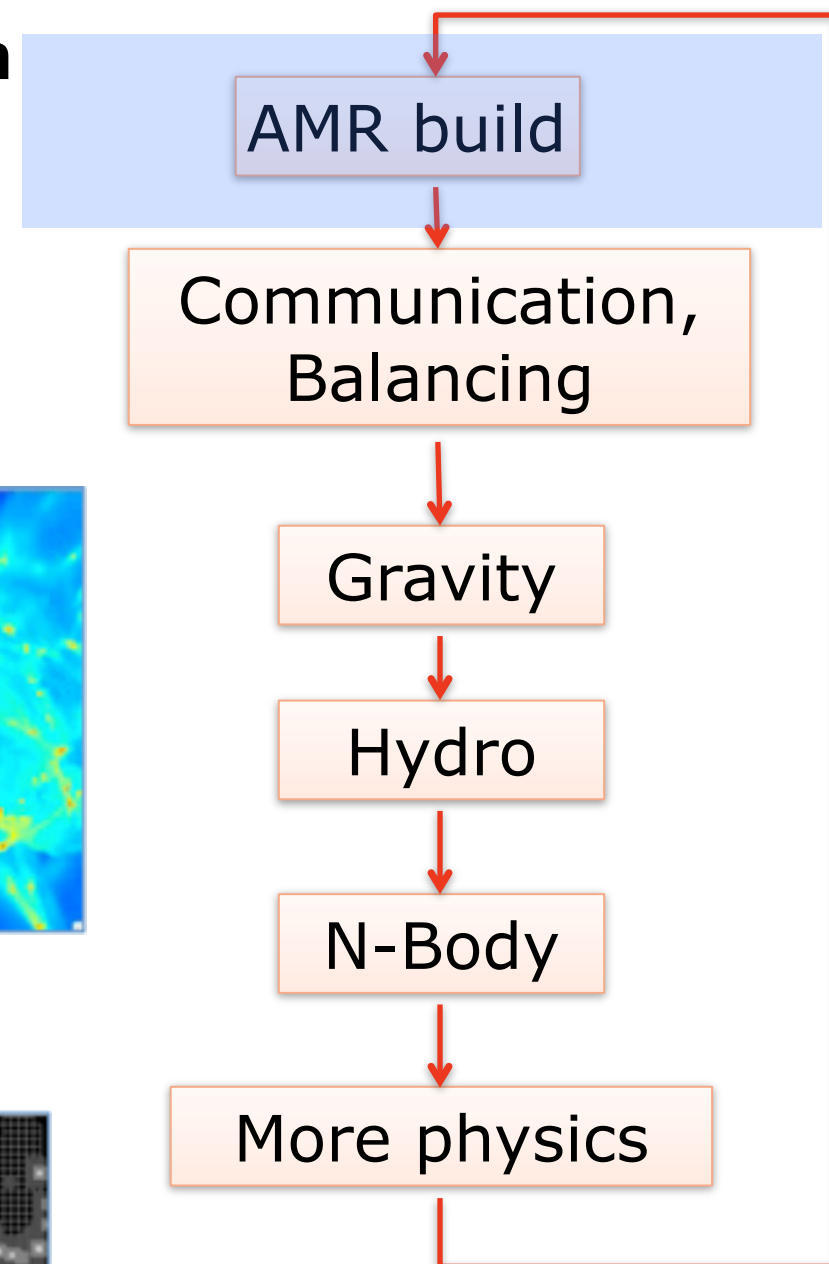 AMR build
Communication,
Balancing
Gravity
Hydro
N-Body
More physics